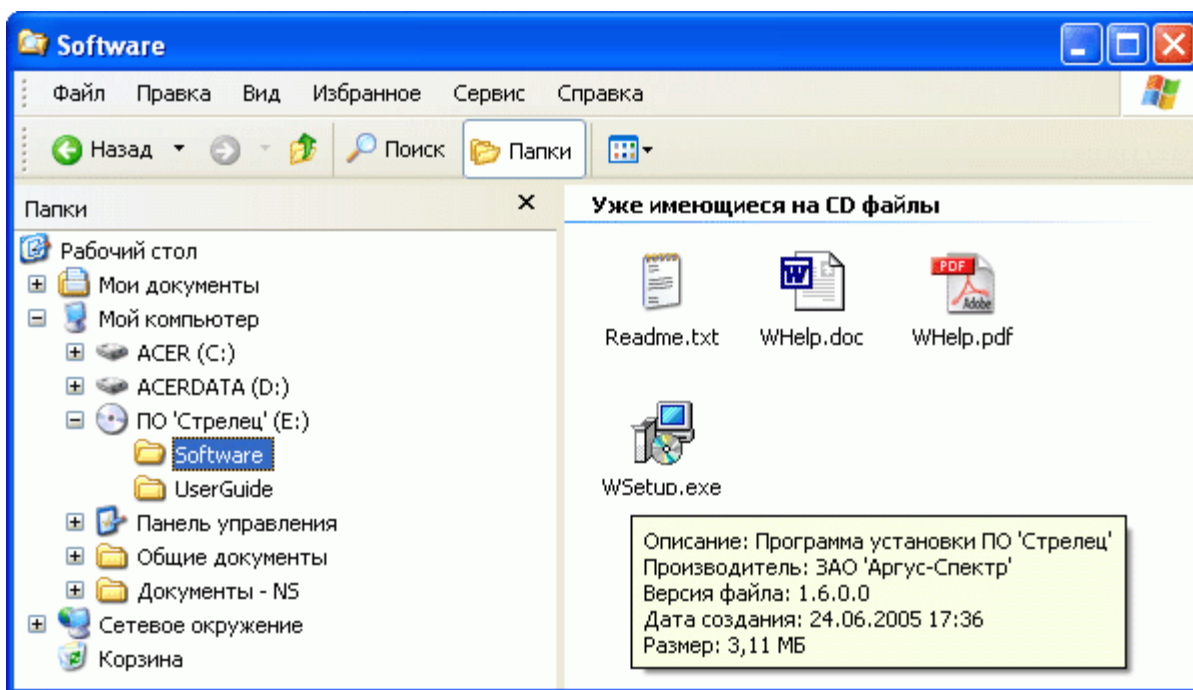 Software
Файл Правка Вид Избранное Сервис Справка
Назад Поиск Папки
Папки
Рабочий стол
Мои документы
Мой компьютер
ACER (C:)
ACERDATA (D:)
ПО 'Стрелец' (E:)
Software
UserGuide
Панель управления
Общие документы
Документы - NS
Сетевое окружение
Корзина
Уже имеющиеся на CD файлы
Readme.txt WHelp.doc WHelp.pdf
WSetup.exe
Описание: Программа установки ПО 'Стрелец'
Производитель: ЗАО 'Аргус-Спектр'
Версия файла: 1.6.0.0
Дата создания: 24.06.2005 17:36
Размер: 3,11 МБ